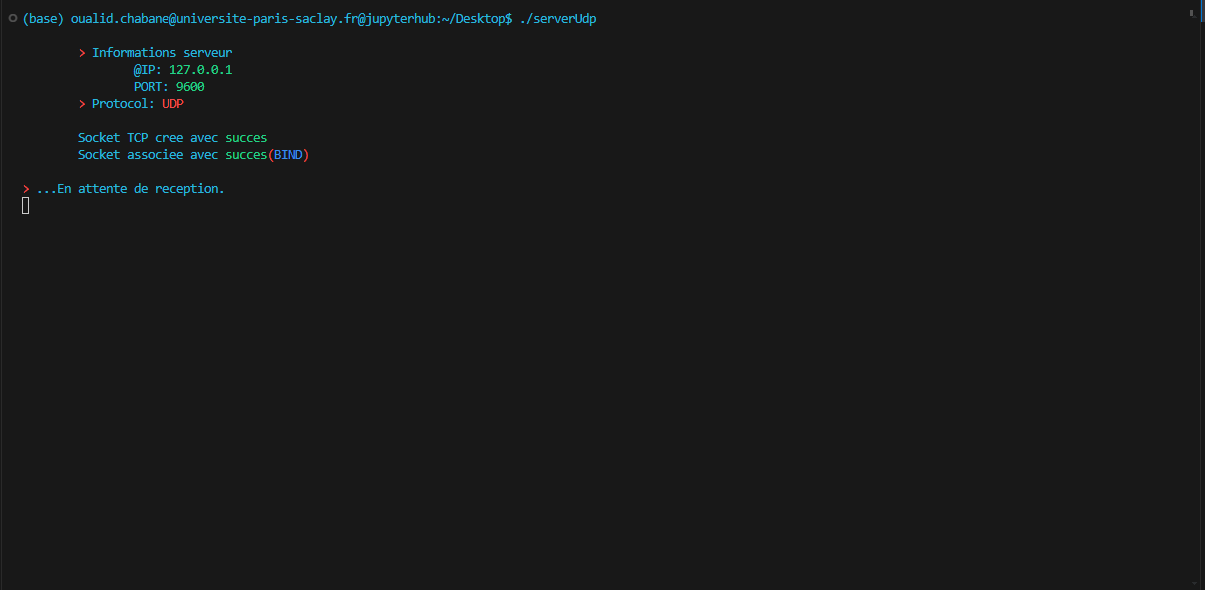 (base) oualid.chabane@universite-paris-saclay.fr@jupyterhub:~/Desktop$ ./serverUdp
> Informations serveur
@IP: 127.0.0.1
PORT: 9600
> Protocol: UDP
Socket TCP cree avec succes
Socket associee avec succes(BIND)
> ...En attente de reception.